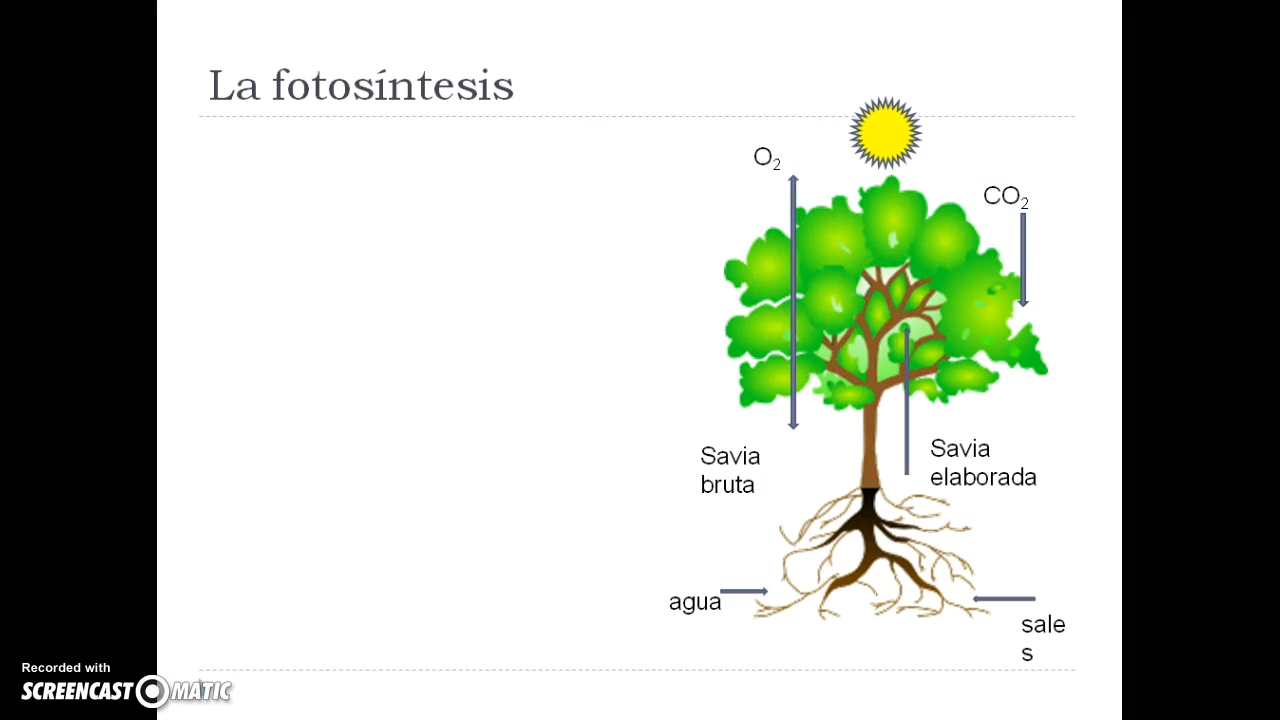 La fotosíntesis
O2
CO2
Savia
bruta
Savia
elaborada
agua
sale
s
Recorded with
SCREENCAST MATIC